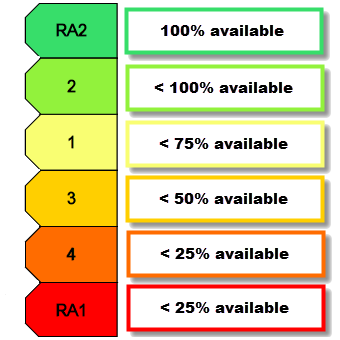 RA2 100% available
2 < 100% available
1 < 75% available
3 < 50% available
4 < 25% available
RA1 < 25% available